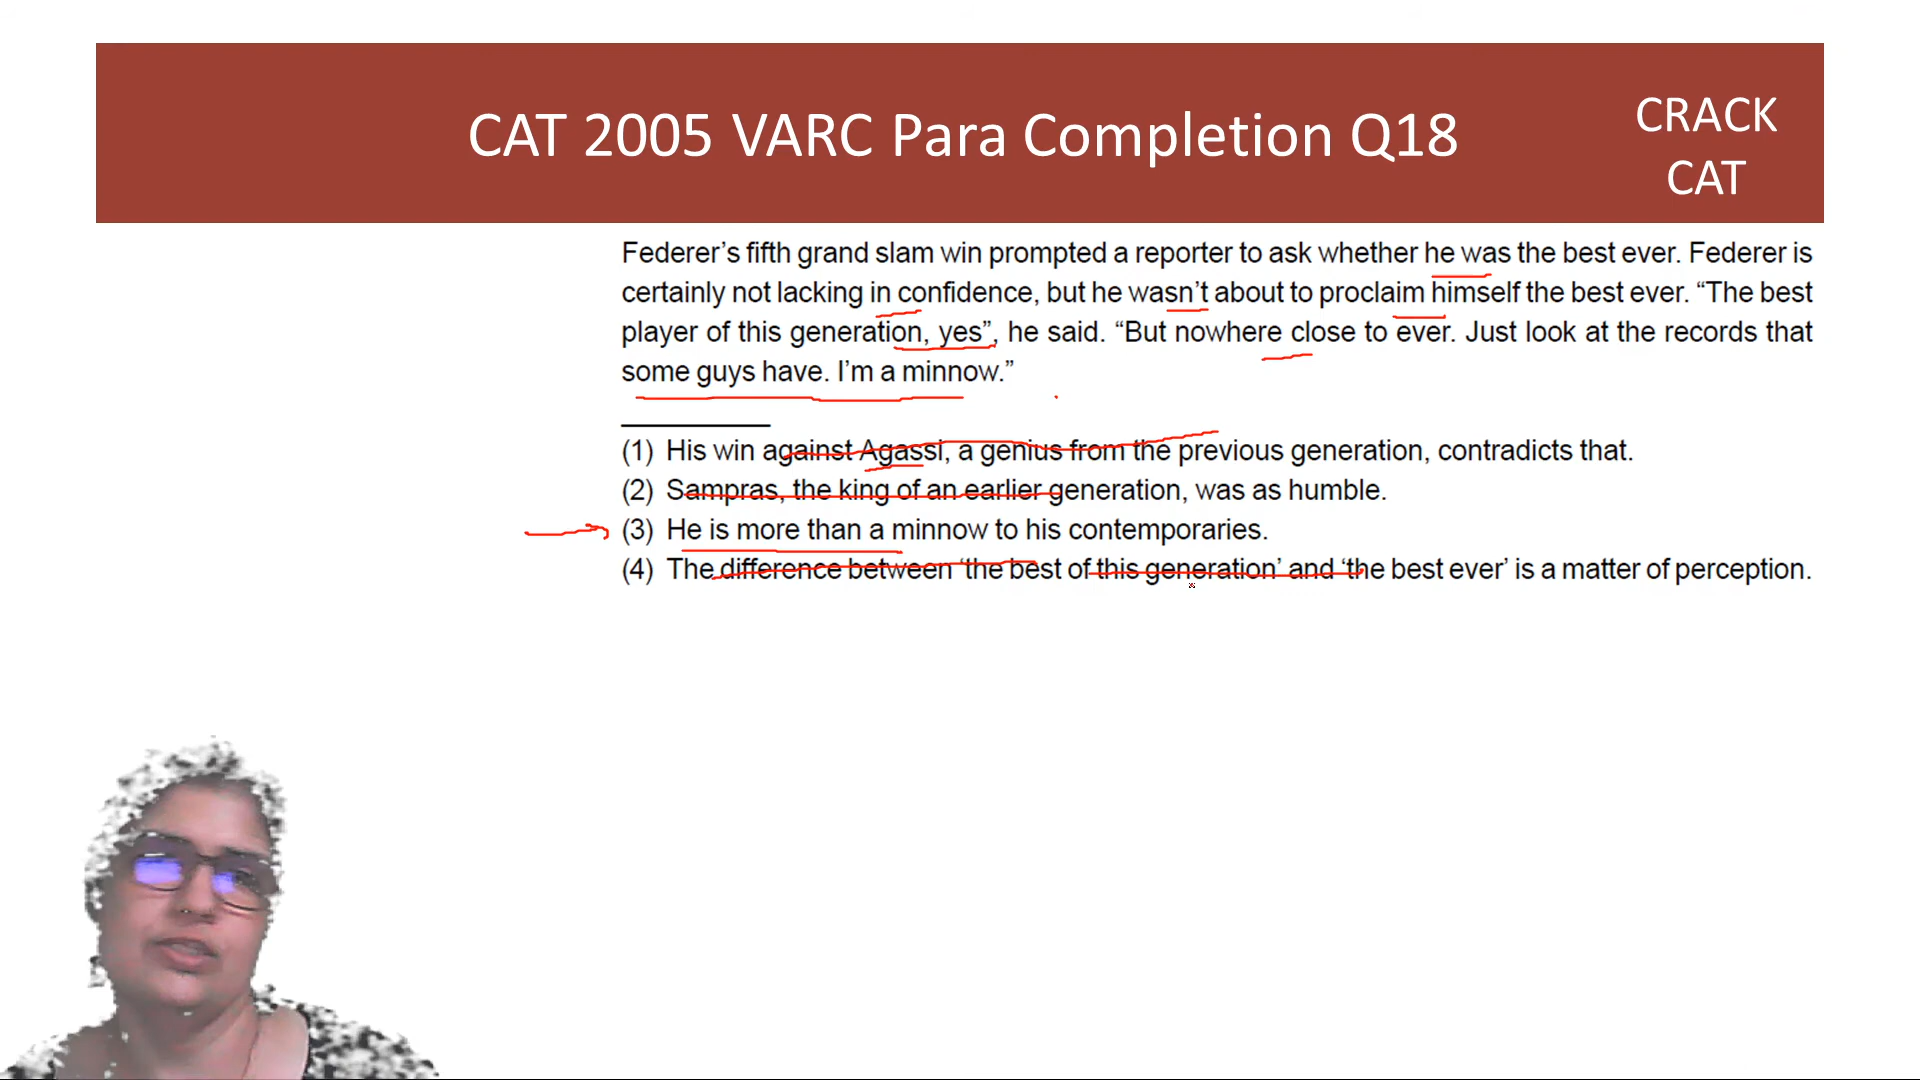 CAT 2005 VARC Para Completion Q18
CRACK
CAT
Federer’s fifth grand slam win prompted a reporter to ask whether he was the best ever. Federer is
certainly not lacking in confidence, but he wasn’t about to proclaim himself the best ever. “The best
player of this generation, yes”, he said. “But nowhere close to ever. Just look at the records that
some guys have. I’m a minnow.”
(1) His win against Agassi, a genius from the previous generation, contradicts that.
(2) Sampras, the king of an earlier generation, was as humble.
(3) He is more than a minnow to his contemporaries.
(4) The difference between ‘the best of this generation’ and ‘the best ever’ is a matter of perception.